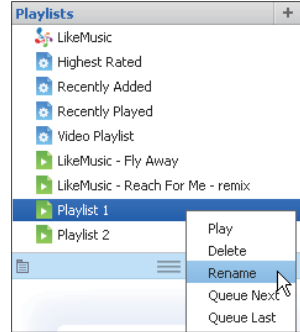 Playlists +
LikeMusic
Highest Rated
Recently Added
Recently Played
Video Playlist
LikeMusic - Fly Away
LikeMusic - Reach For Me - remix
Playlist 1
Playlist 2
Play
Delete
Rename
Queue Next
Queue Last